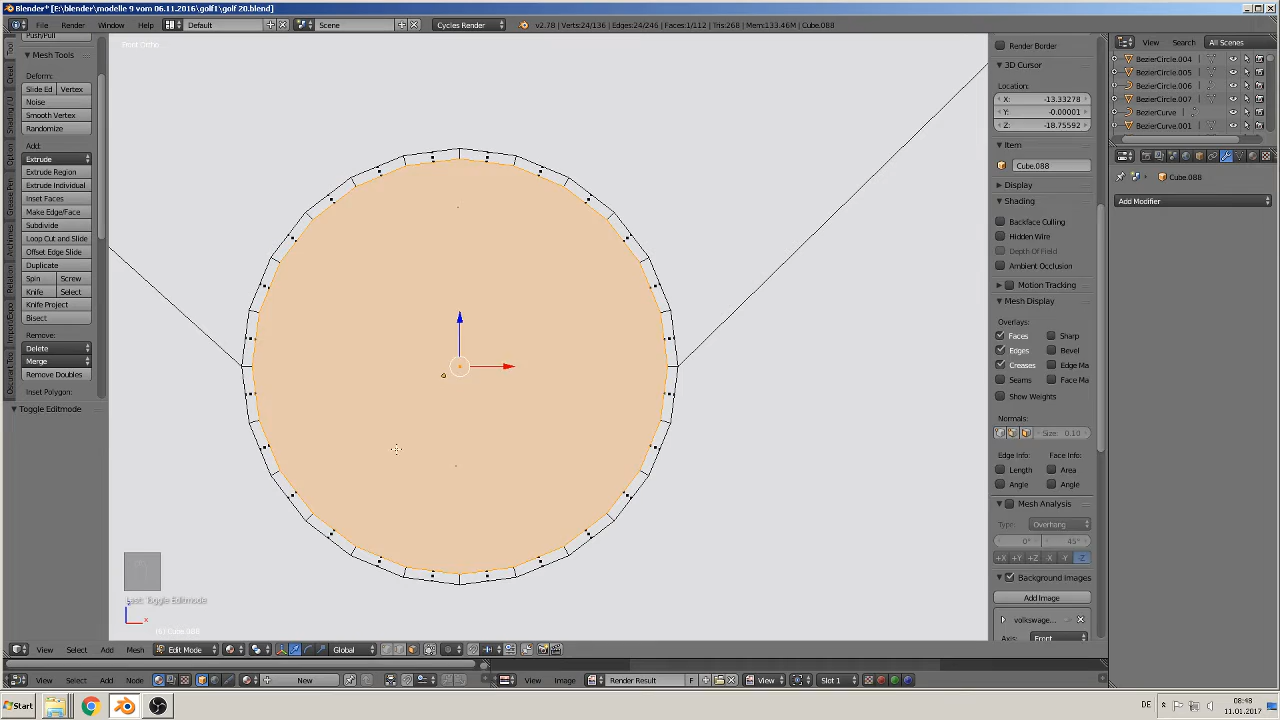 Blender* [E:\blender\modelle 9 vom 06.11.2016\golf1\golf 20.blend]
File Render Window Help Default Scene Cycles Render v2.78 | Verts:24/136 | Edges:24/246 | Faces:1/112 | Tris:268 | Mem:133.46M | Cube.088
Push/Pull
Mesh Tools
Deform:
Slide Ed Vertex
Noise
Smooth Vertex
Randomize
Add:
Extrude
Extrude Region
Extrude Individual
Inset Faces
Make Edge/Face
Subdivide
Loop Cut and Slide
Offset Edge Slide
Duplicate
Spin Screw
Knife Select
Knife Project
Bisect
Remove:
Delete
Merge
Remove Doubles
Inset Polygon:
Toggle Editmode
Front Ortho
Last: Toggle Editmode
x
(6) Cube.088
Render Border
3D Cursor
Location:
X: -13.33278
Y: -0.00001
Z: -18.75592
Item
Cube.088
Display
Shading
Backface Culling
Hidden Wire
Depth Of Field
Ambient Occlusion
Motion Tracking
Mesh Display
Overlays:
Faces Sharp
Edges Bevel
Creases Edge Ma
Seams Face Ma
Show Weights
Normals:
Size: 0.10
Edge Info: Face Info:
Length Area
Angle Angle
Mesh Analysis
Type: Overhang
0° 45°
+X +Y +Z -X -Y -Z
Background Images
Add Image
volkswage...
Axis: Front
View Search All Scenes
BezierCircle.004
BezierCircle.005
BezierCircle.006
BezierCircle.007
BezierCurve
BezierCurve.001
Cube.088
Add Modifier
View Select Add Mesh Edit Mode Global
View Select Add Node New
View Image Render Result F View Slot 1
Start DE 08:48
11.01.2017